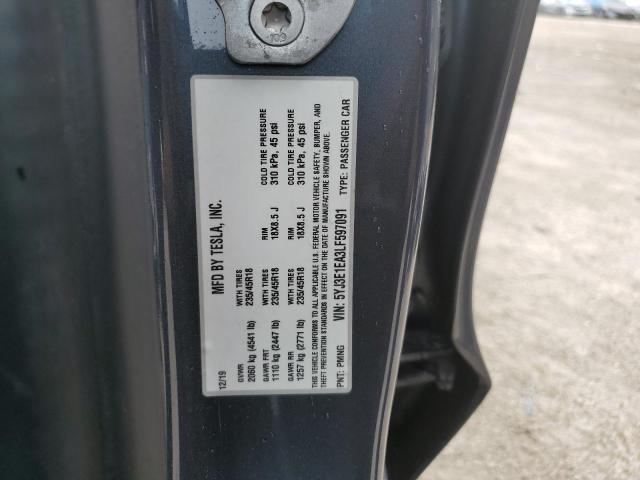 T09
MFD BY TESLA, INC.
12/19
GVWR
2060 kg (4541 lb)
GAWR FRT WITH TIRES RIM COLD TIRE PRESSURE
1110 kg (2447 lb) 235/45R18 18X8.5 J 310 kPa, 45 psi
GAWR RR WITH TIRES RIM COLD TIRE PRESSURE
1257 kg (2771 lb) 235/45R18 18X8.5 J 310 kPa, 45 psi
THIS VEHICLE CONFORMS TO ALL APPLICABLE U.S. FEDERAL MOTOR VEHICLE SAFETY, BUMPER, AND
THEFT PREVENTION STANDARDS IN EFFECT ON THE DATE OF MANUFACTURE SHOWN ABOVE.
VIN: 5YJ3E1EA3LF597091
PNT: PMNG TYPE: PASSENGER CAR